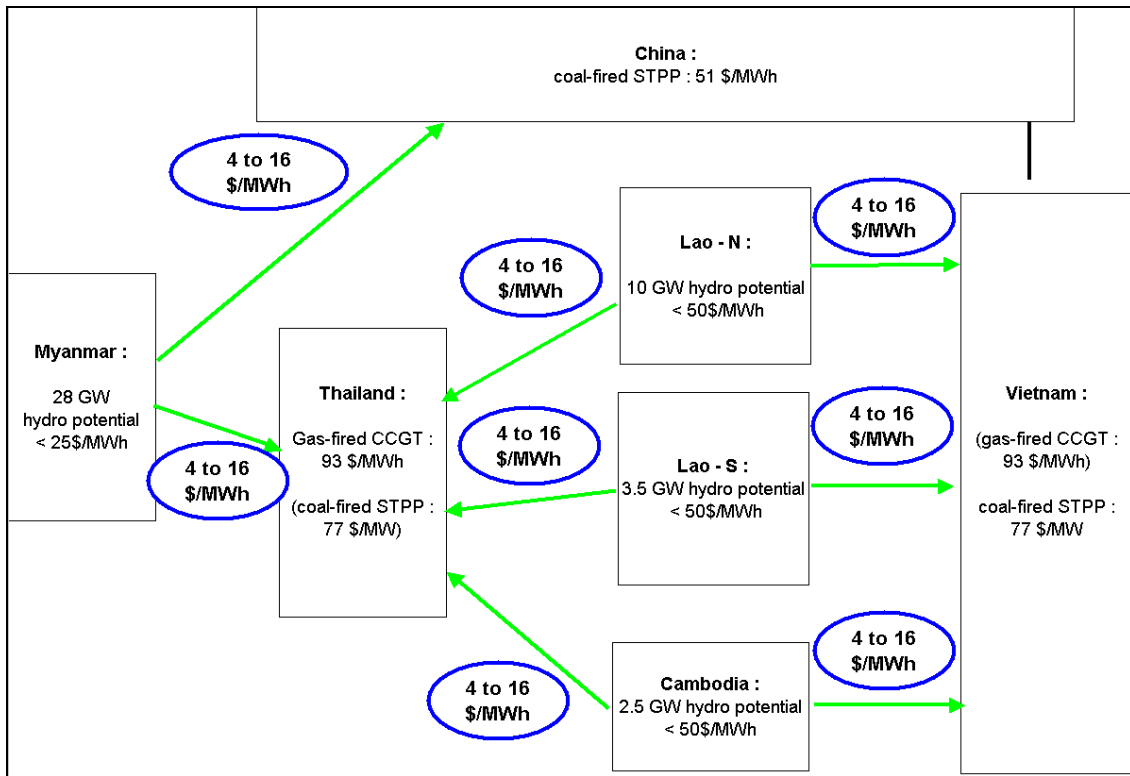 China :
coal-fired STPP : 51 $/MWh
4 to 16
$/MWh
4 to 16
$/MWh
Lao - N :
10 GW hydro potential
< 50$/MWh
4 to 16
$/MWh
Myanmar :
28 GW
hydro potential
< 25$/MWh
4 to 16
$/MWh
Thailand :
Gas-fired CCGT :
93 $/MWh
(coal-fired STPP :
77 $/MW)
4 to 16
$/MWh
Lao - S :
3.5 GW hydro potential
< 50$/MWh
4 to 16
$/MWh
Vietnam :
(gas-fired CCGT :
93 $/MWh)
coal-fired STPP :
77 $/MW
4 to 16
$/MWh
Cambodia :
2.5 GW hydro potential
< 50$/MWh
4 to 16
$/MWh